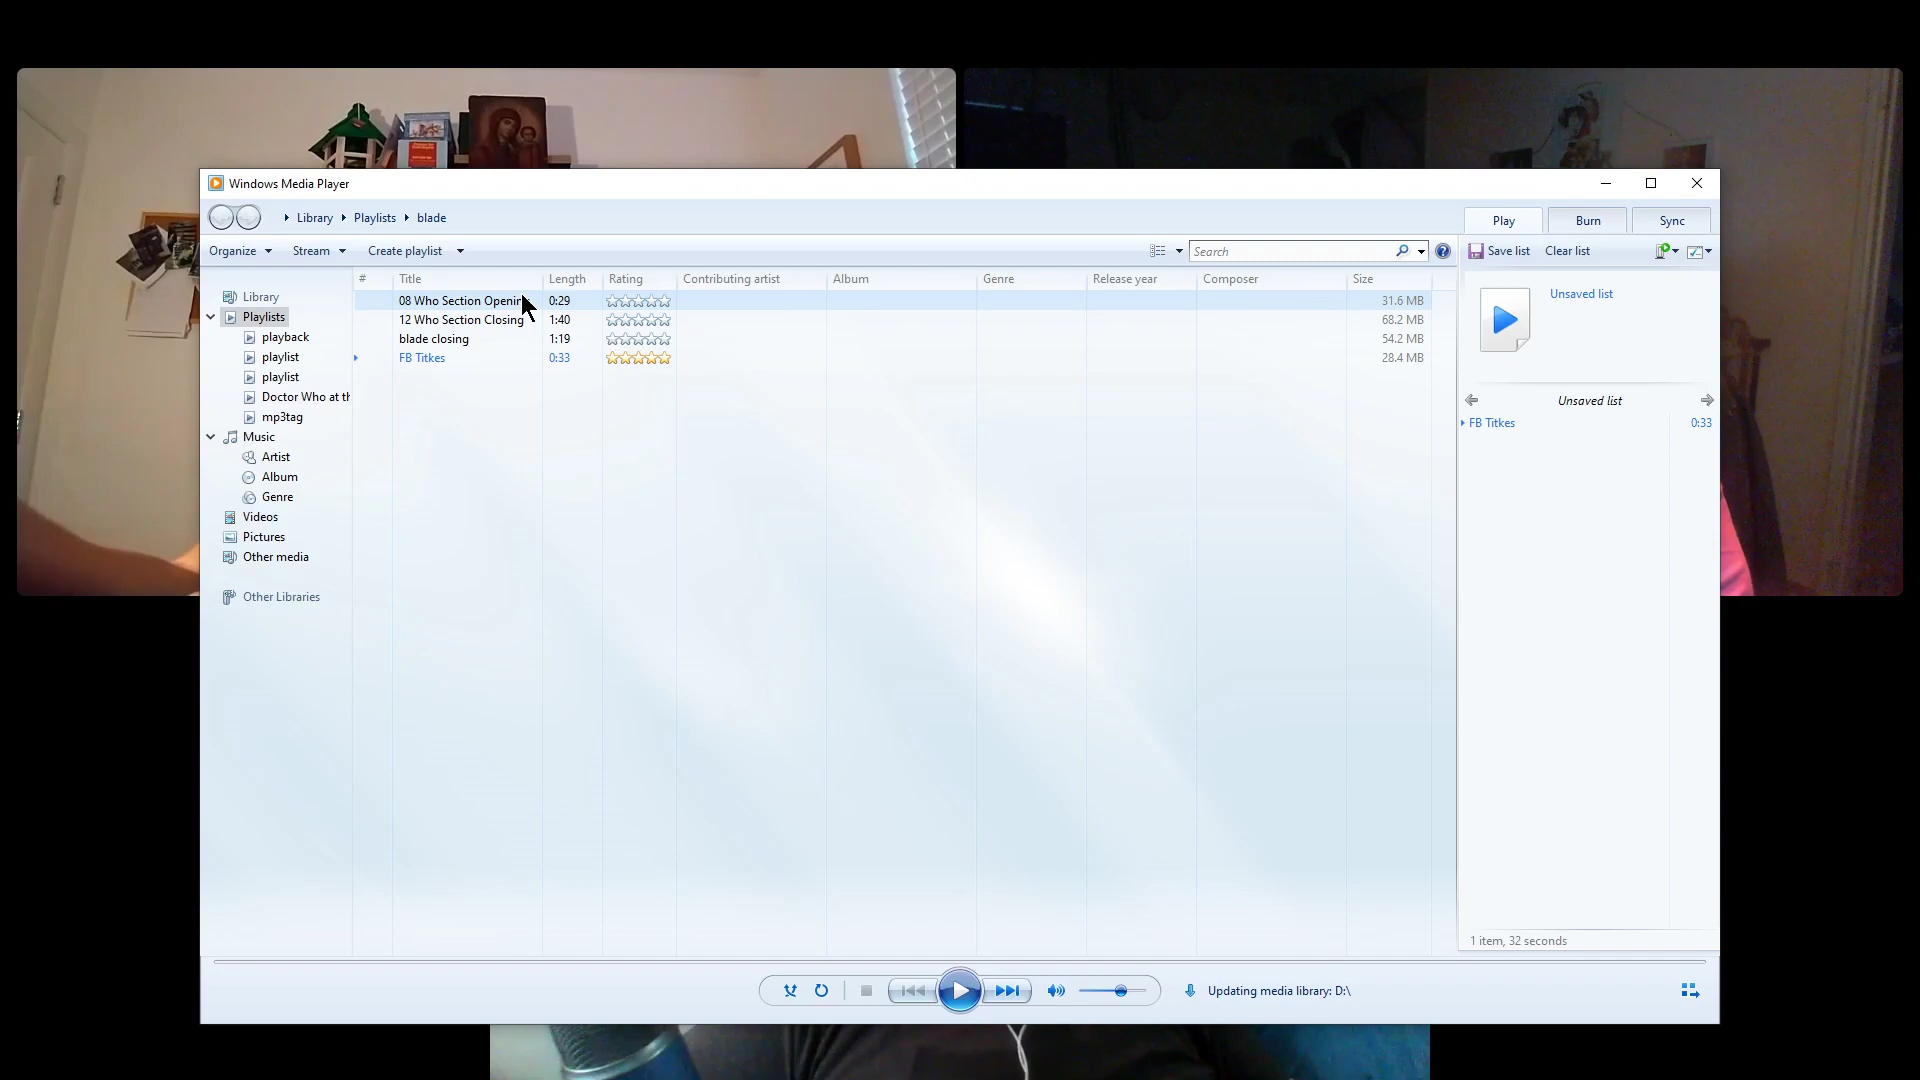 Windows Media Player
Library Playlists blade
Play Burn Sync
Organize Stream Create playlist
Search
Save list Clear list
# Title Length Rating Contributing artist Album Genre Release year Composer Size
08 Who Section Openin 0:29 31.6 MB
12 Who Section Closing 1:40 68.2 MB
blade closing 1:19 54.2 MB
FB Titkes 0:33 28.4 MB
Library
Playlists
playback
playlist
playlist
Doctor Who at th
mp3tag
Music
Artist
Album
Genre
Videos
Pictures
Other media
Other Libraries
Unsaved list
Unsaved list
FB Titkes 0:33
1 item, 32 seconds
Updating media library: D:\